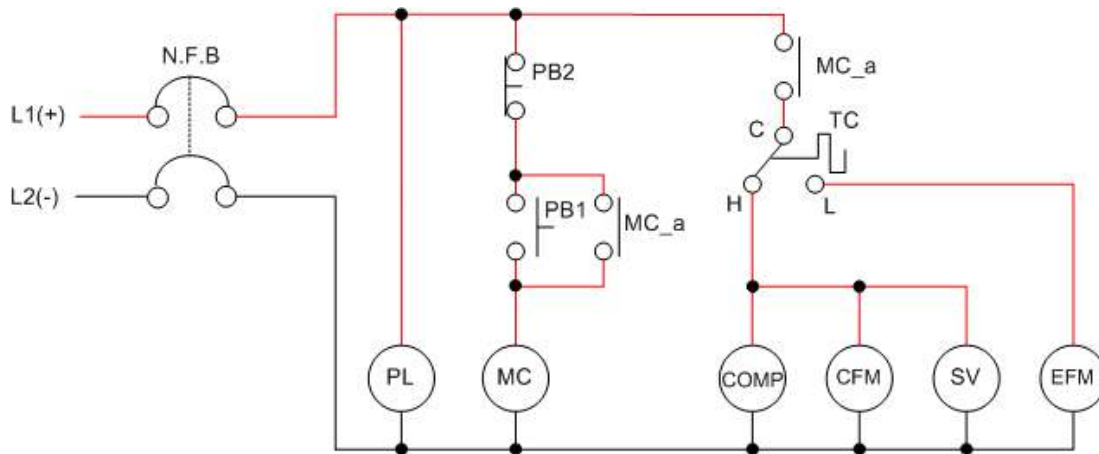 N.F.B
L1(+)
L2(-)
PB2
MC_a
C
TC
H
L
PB1
MC_a
PL
MC
COMP
CFM
SV
EFM